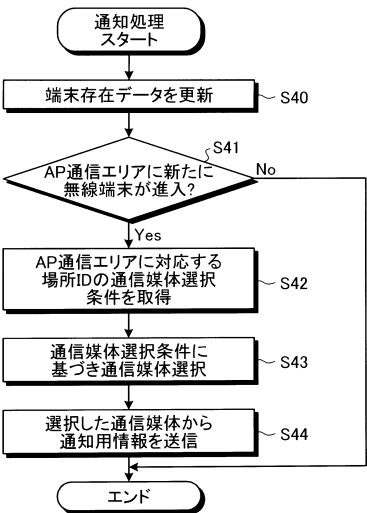 通知処理
スタート
端末存在データを更新
S40
S41
AP通信エリアに新たに
無線端末が進入?
No
Yes
AP通信エリアに対応する
場所IDの通信媒体選択
条件を取得
S42
通信媒体選択条件に
基づき通信媒体選択
S43
選択した通信媒体から
通知用情報を送信
S44
エンド